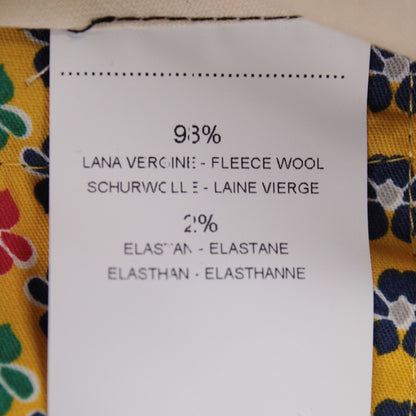 98%
LANA VERGINE - FLEECE WOOL
SCHURWOLLE - LAINE VIERGE
2%
ELASTAN - ELASTANE
ELASTHAN - ELASTHANNE